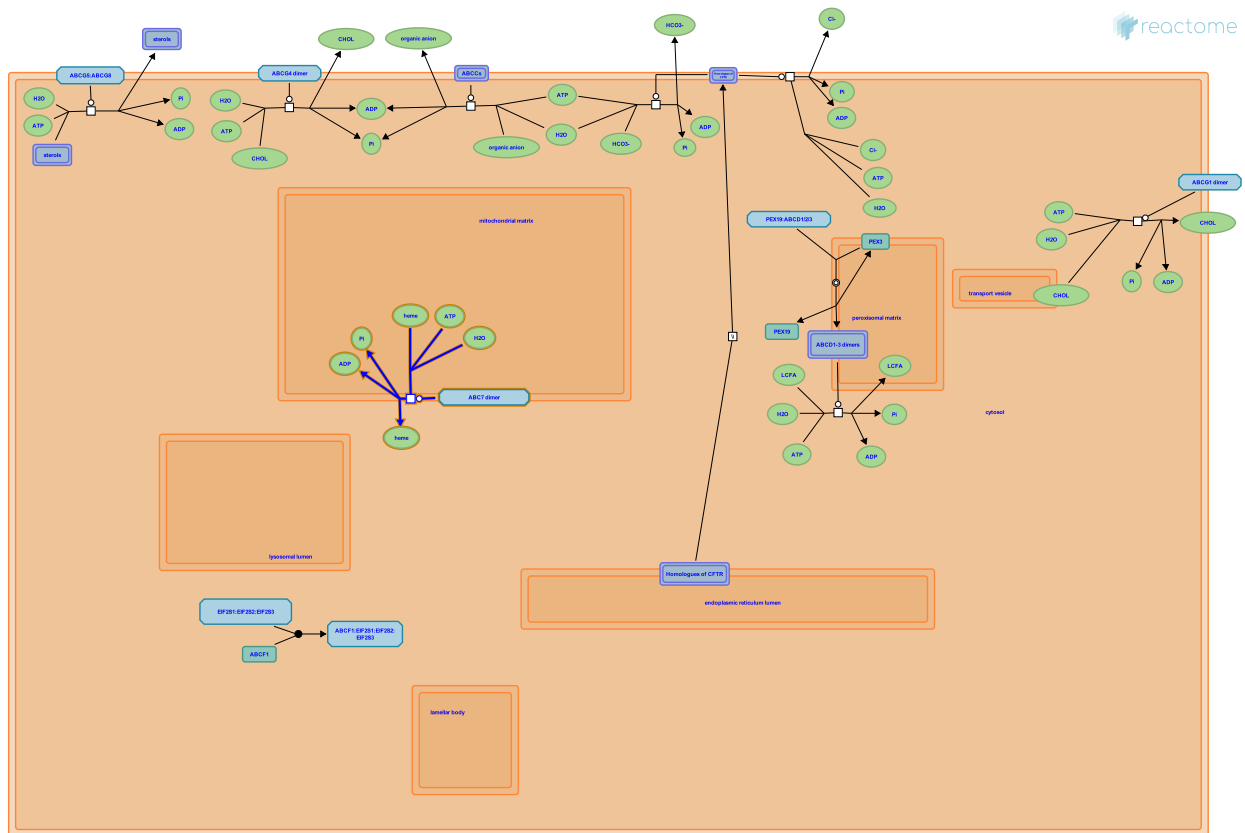 reactome
Cl-
HCO3-
sterols
CHOL
organic anion
ABCG5:ABCG8
ABCG4 dimer
ABCCs
H2O
ATP
sterols
Pi
ADP
H2O
ATP
CHOL
ADP
Pi
organic anion
ATP
H2O
HCO3-
ADP
Pi
Pi
ADP
Cl-
ATP
H2O
ABCG1 dimer
ATP
H2O
CHOL
CHOL
Pi
ADP
mitochondrial matrix
PEX19:ABCD1/2/3
PEX3
transport vesicle
peroxisomal matrix
PEX19
ABCD1-3 dimers
heme
ATP
H2O
Pi
ADP
ABC7 dimer
heme
LCFA
LCFA
H2O
Pi
ATP
ADP
cytosol
lysosomal lumen
Homologues of CFTR
endoplasmic reticulum lumen
EIF2S1:EIF2S2:EIF2S3
ABCF1
ABCF1:EIF2S1:EIF2S2:
EIF2S3
lamellar body